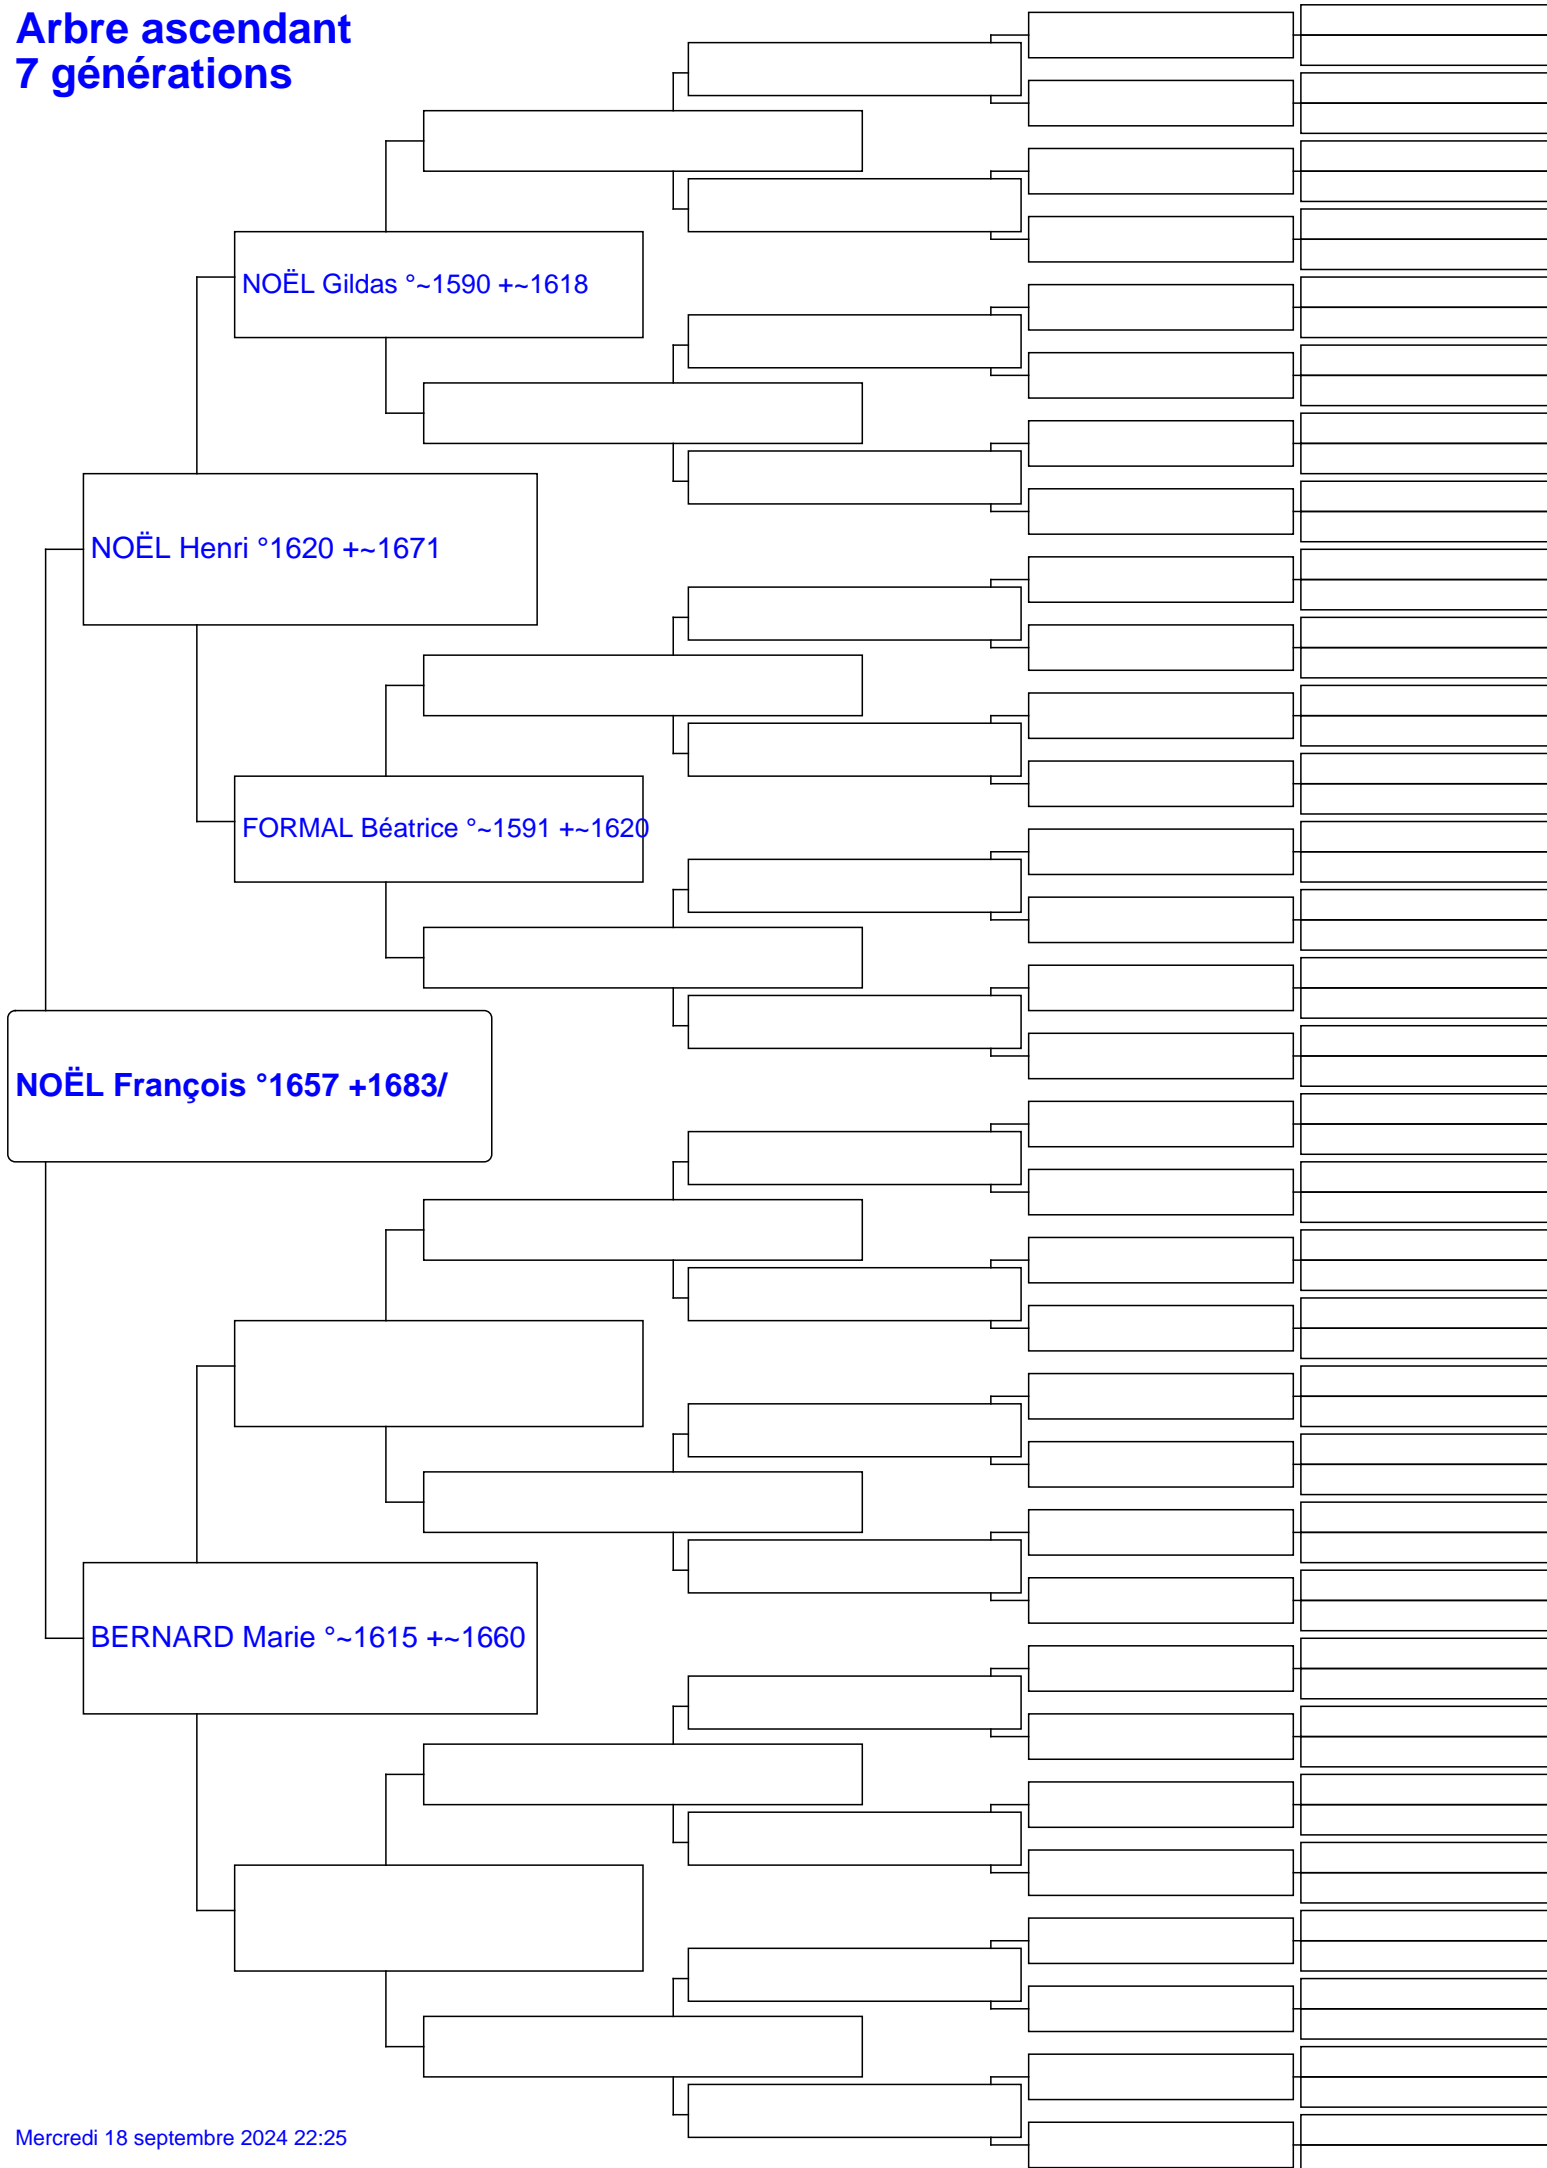 Arbre ascendant
7 générations
NOËL Gildas °~1590 +~1618
NOËL Henri °1620 +~1671
FORMAL Béatrice °~1591 +~1620
NOËL François °1657 +1683/
BERNARD Marie °~1615 +~1660
Mercredi 18 septembre 2024 22:25